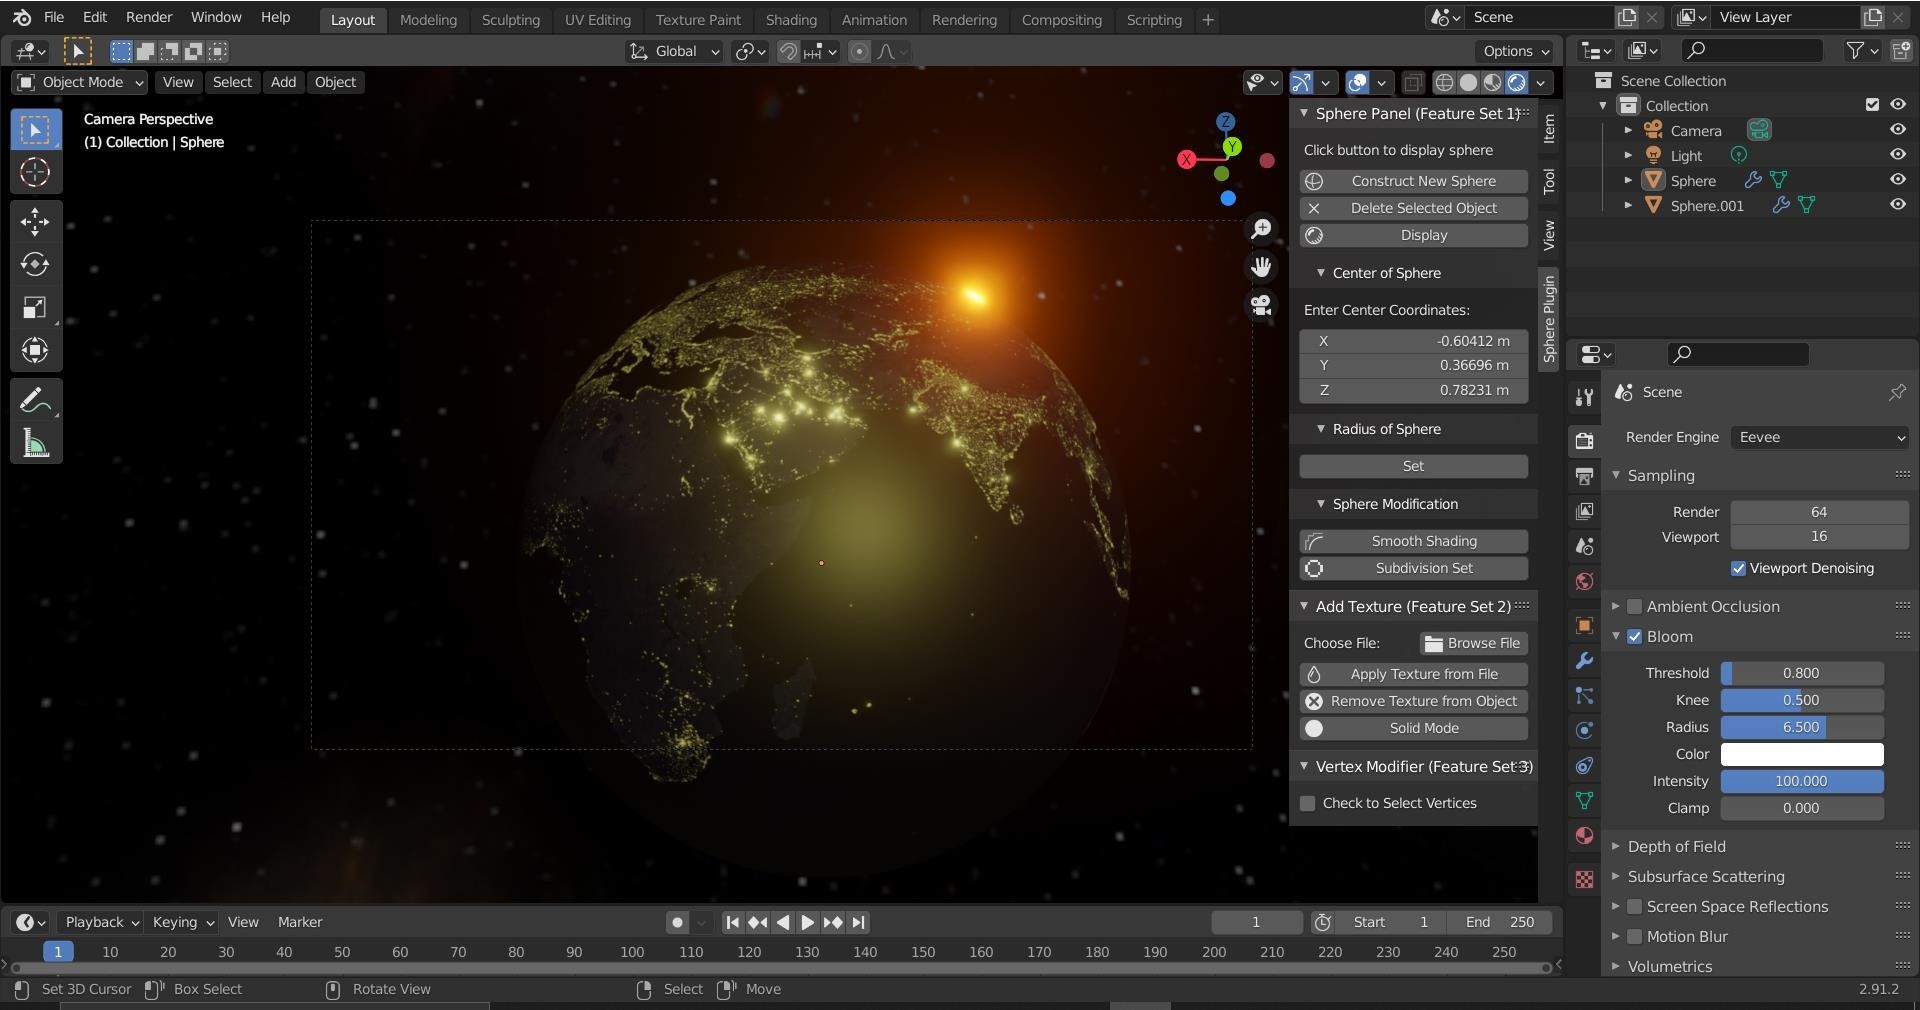 File Edit Render Window Help Layout Modeling Sculpting UV Editing Texture Paint Shading Animation Rendering Compositing Scripting + Scene View Layer
Global Options
Object Mode View Select Add Object
Camera Perspective
(1) Collection | Sphere
Z
Y
X
Sphere Panel (Feature Set 1)
Click button to display sphere
Construct New Sphere
Delete Selected Object
Display
Center of Sphere
Enter Center Coordinates:
X -0.60412 m
Y 0.36696 m
Z 0.78231 m
Radius of Sphere
Set
Sphere Modification
Smooth Shading
Subdivision Set
Add Texture (Feature Set 2)
Choose File: Browse File
Apply Texture from File
Remove Texture from Object
Solid Mode
Vertex Modifier (Feature Set 3)
Check to Select Vertices
Item
Tool
View
Sphere Plugin
Scene Collection
Collection
Camera
Light
Sphere
Sphere.001
Scene
Render Engine Eevee
Sampling
Render 64
Viewport 16
Viewport Denoising
Ambient Occlusion
Bloom
Threshold 0.800
Knee 0.500
Radius 6.500
Color
Intensity 100.000
Clamp 0.000
Depth of Field
Subsurface Scattering
Screen Space Reflections
Motion Blur
Volumetrics
Playback Keying View Marker 1 Start 1 End 250
1 10 20 30 40 50 60 70 80 90 100 110 120 130 140 150 160 170 180 190 200 210 220 230 240 250
Set 3D Cursor Box Select Rotate View Select Move 2.91.2